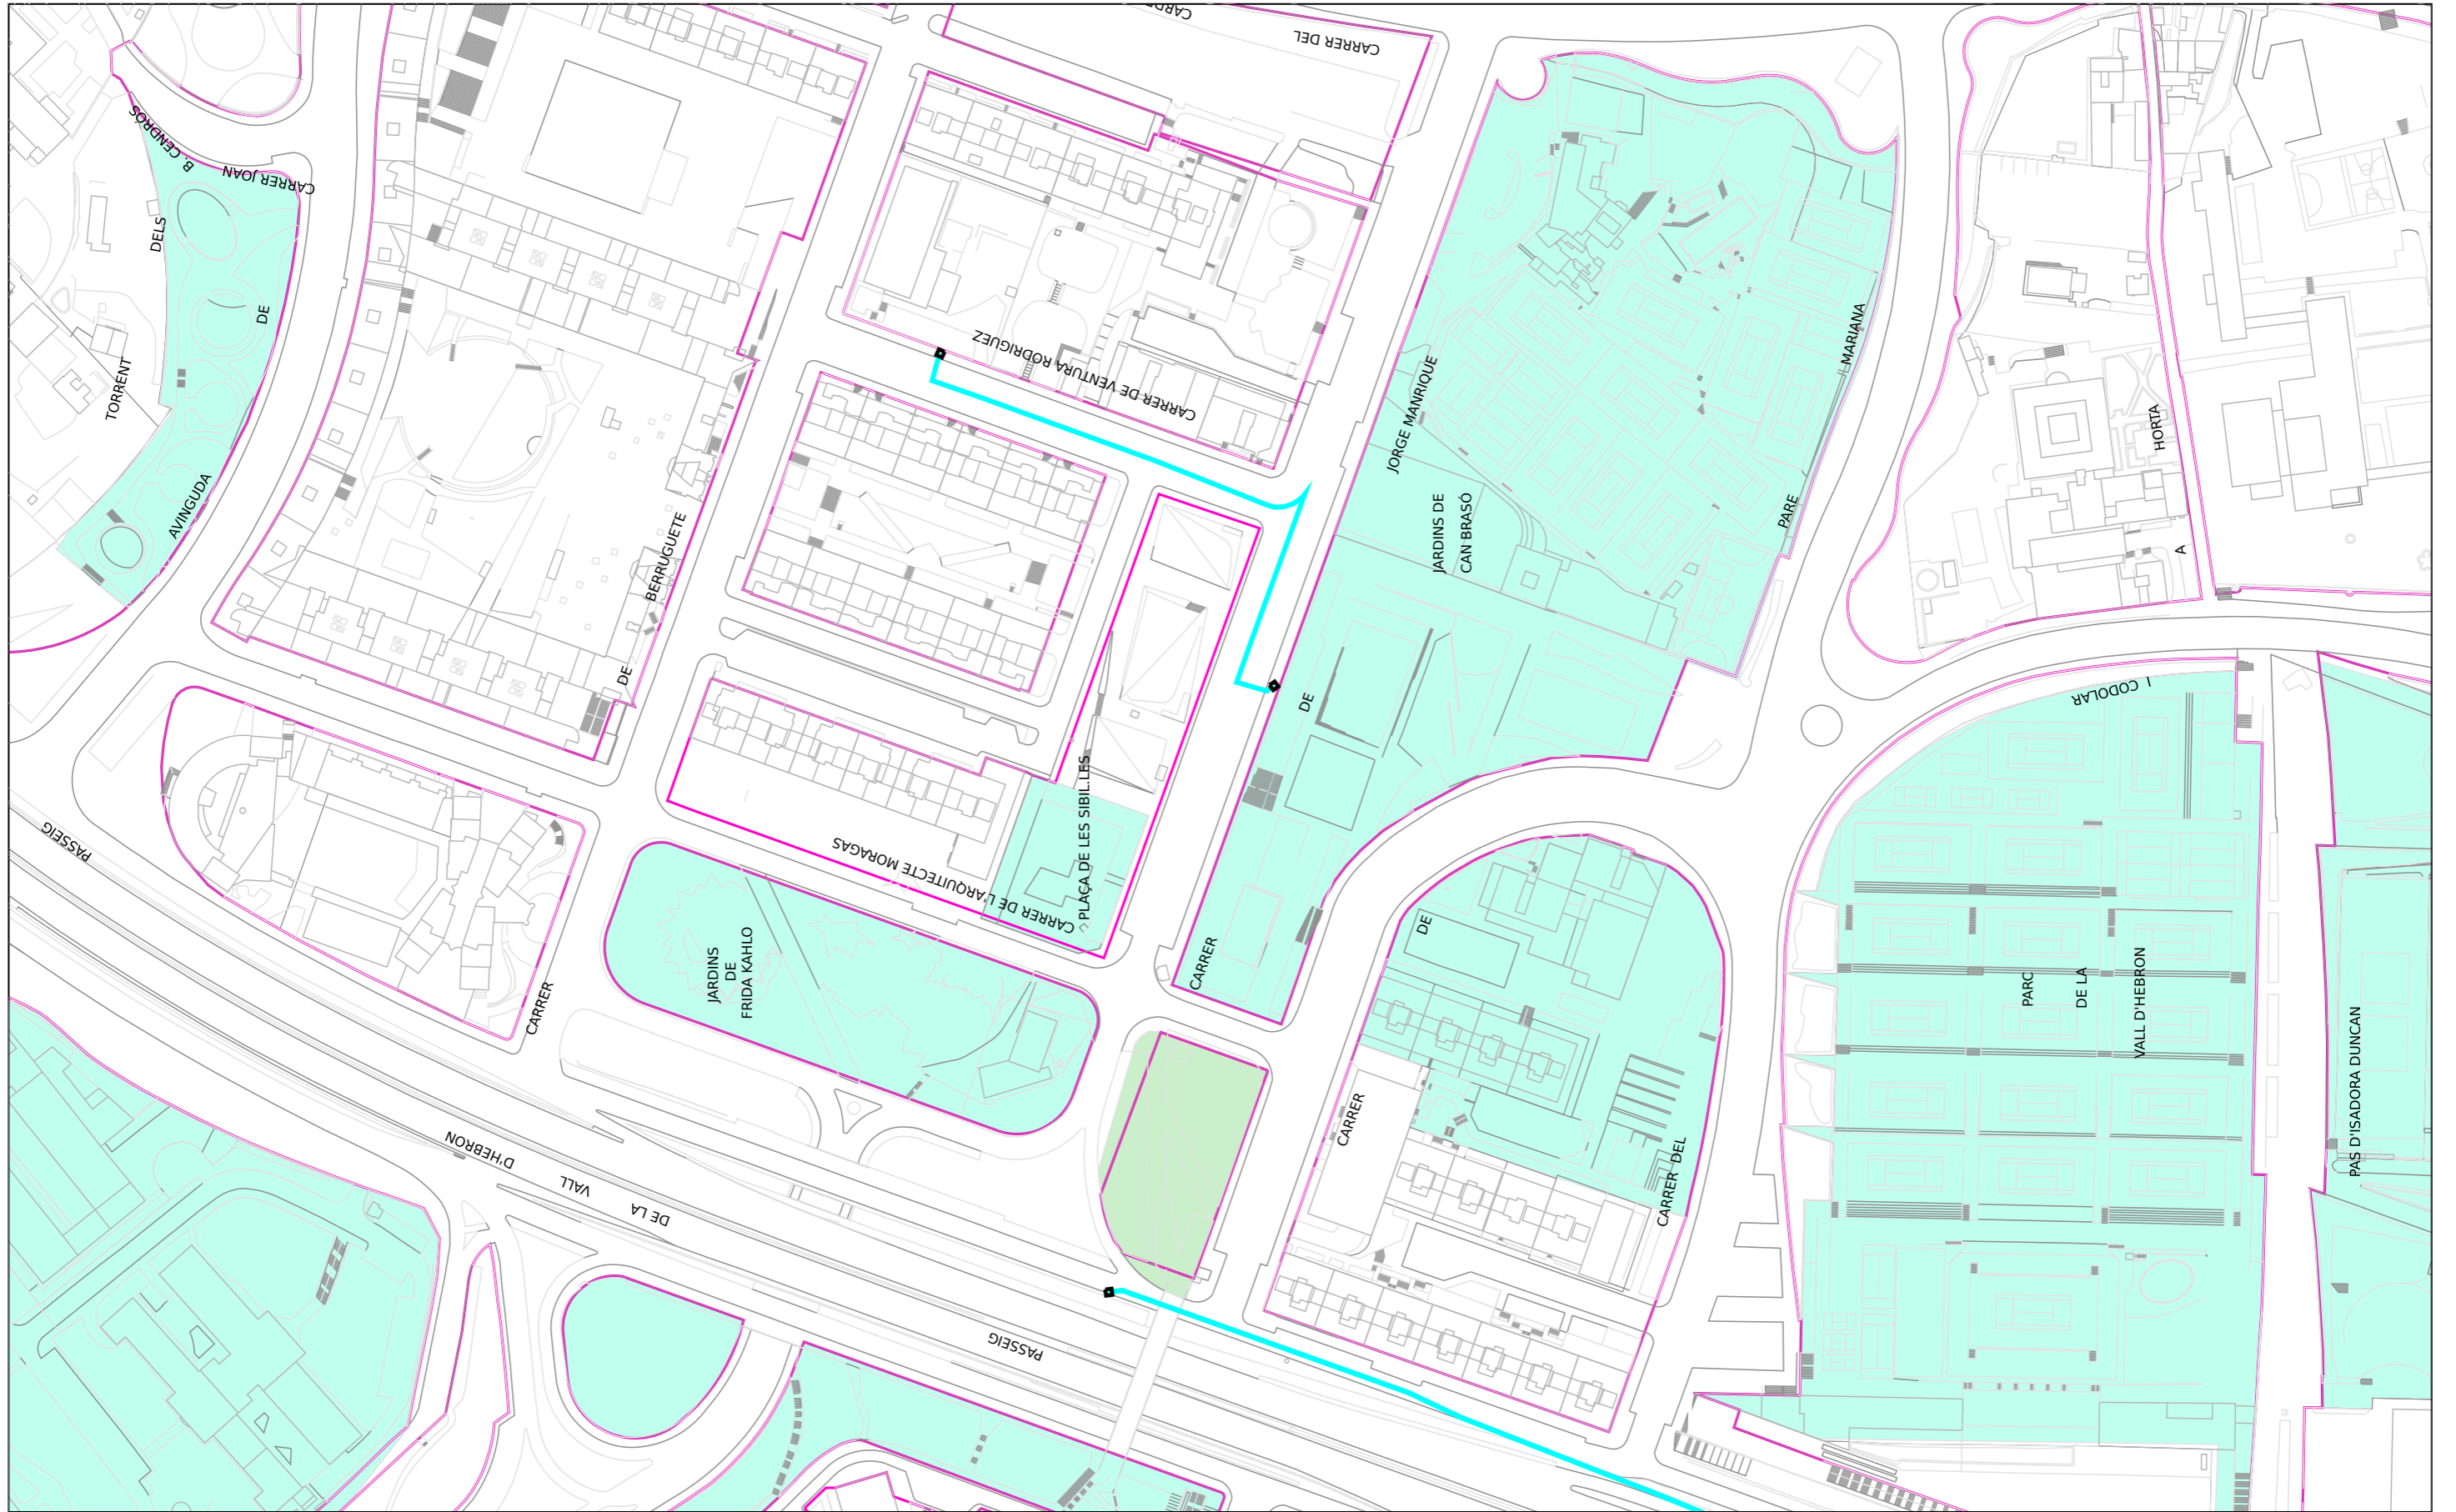 CARRER DEL
B. CENDRÓS
CARRER JOAN
DELS
DE
TORRENT
AVINGUDA
CARRER DE VENTURA RODRIGUEZ
JORGE MANRIQUE
MARIANA
PARE
HORTA
A
JARDINS DE
CAN BRASÓ
BERRUGUETE
DE
DE
I CODOLAR
PASSEIG
PLAÇA DE LES SIBIL.LES
CARRER DE L'ARQUITECTE MORAGAS
JARDINS
DE
FRIDA KAHLO
CARRER
CARRER
DE
PARC
DE LA
VALL D'HEBRON
PAS D'ISADORA DUNCAN
CARRER
CARRER DEL
D'HEBRON
VALL
DE LA
PASSEIG